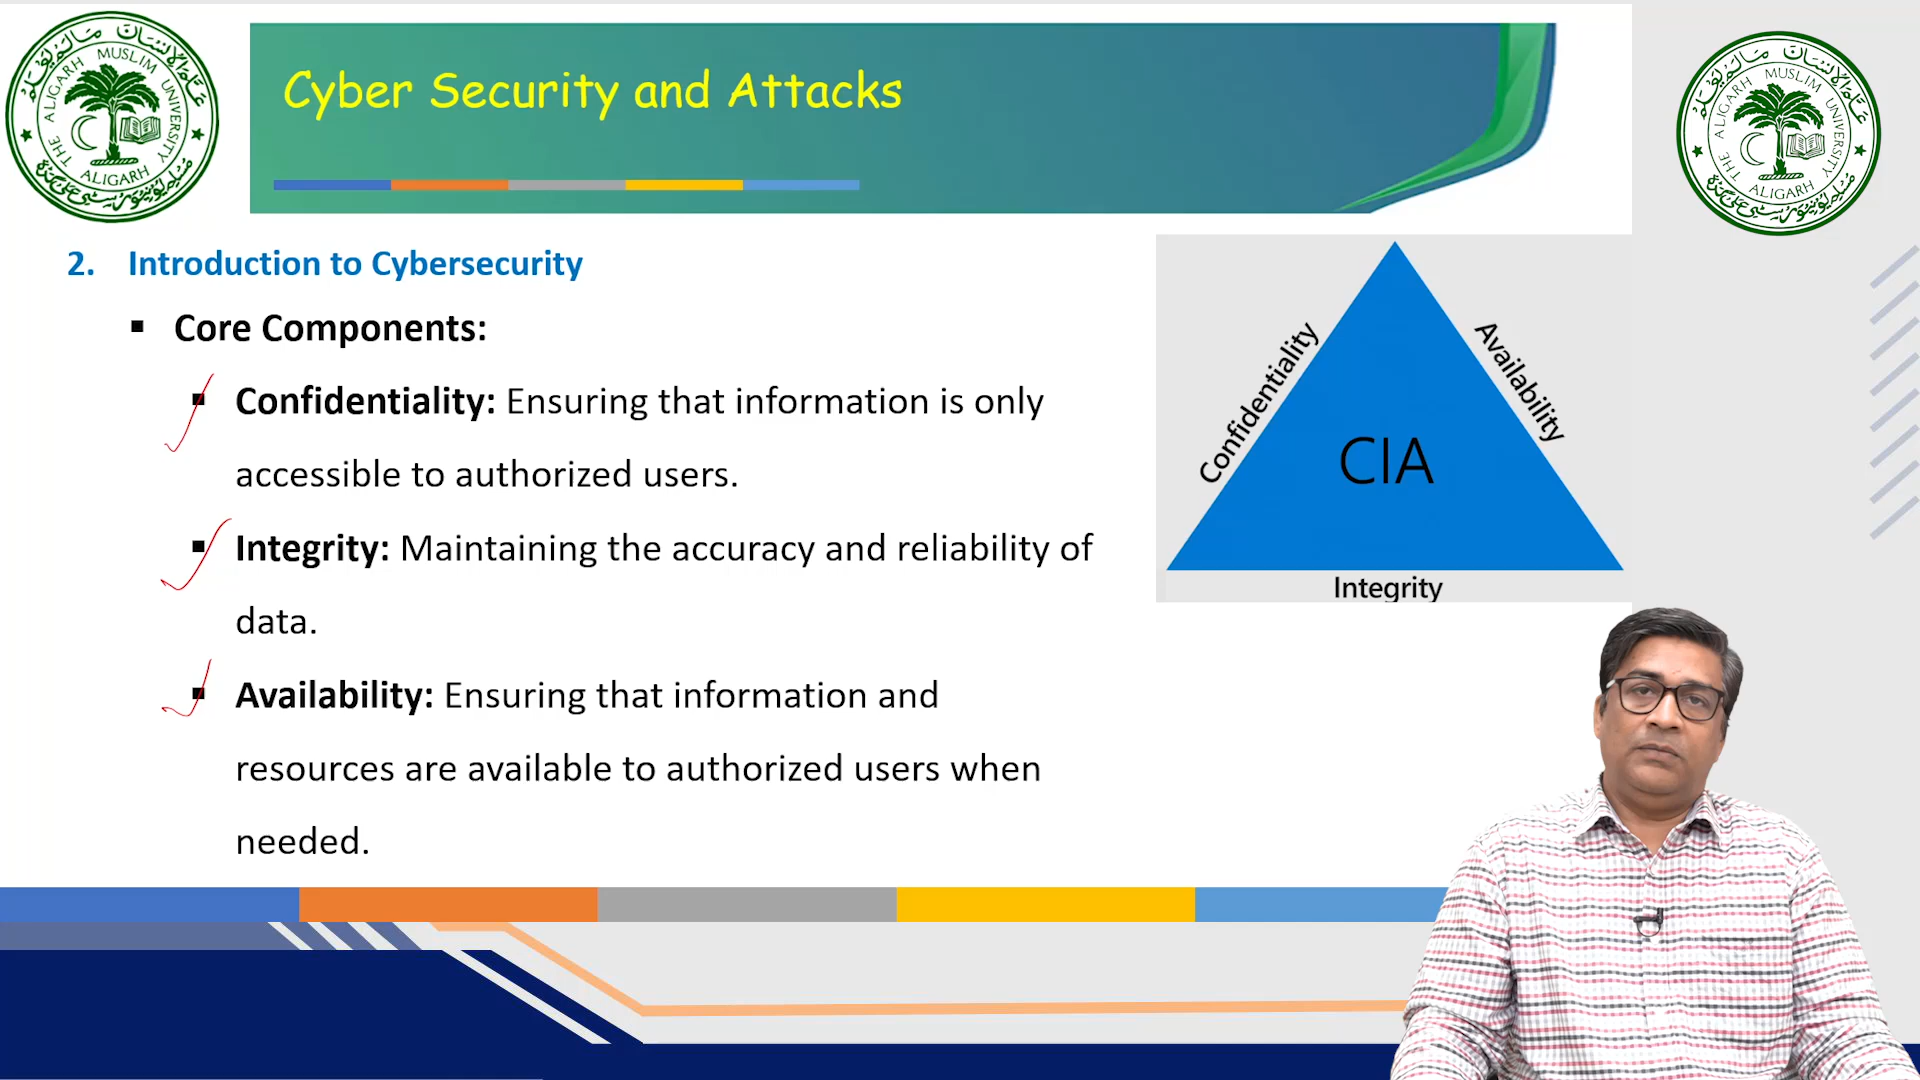 THE ALIGARH MUSLIM UNIVERSITY
ALIGARH
Cyber Security and Attacks
THE ALIGARH MUSLIM UNIVERSITY
ALIGARH
2. Introduction to Cybersecurity
▪ Core Components:
▪ Confidentiality: Ensuring that information is only
accessible to authorized users.
▪ Integrity: Maintaining the accuracy and reliability of
data.
▪ Availability: Ensuring that information and
resources are available to authorized users when
needed.
Confidentiality
Availability
CIA
Integrity